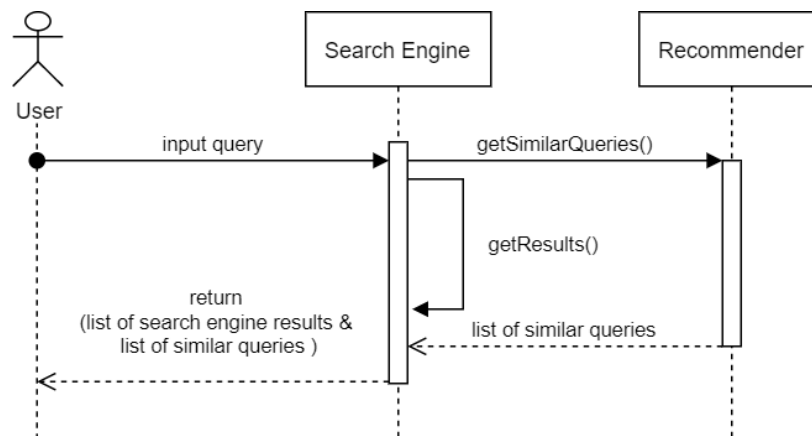 Search Engine
Recommender
User
input query
getSimilarQueries()
getResults()
return
(list of search engine results &
list of similar queries )
list of similar queries